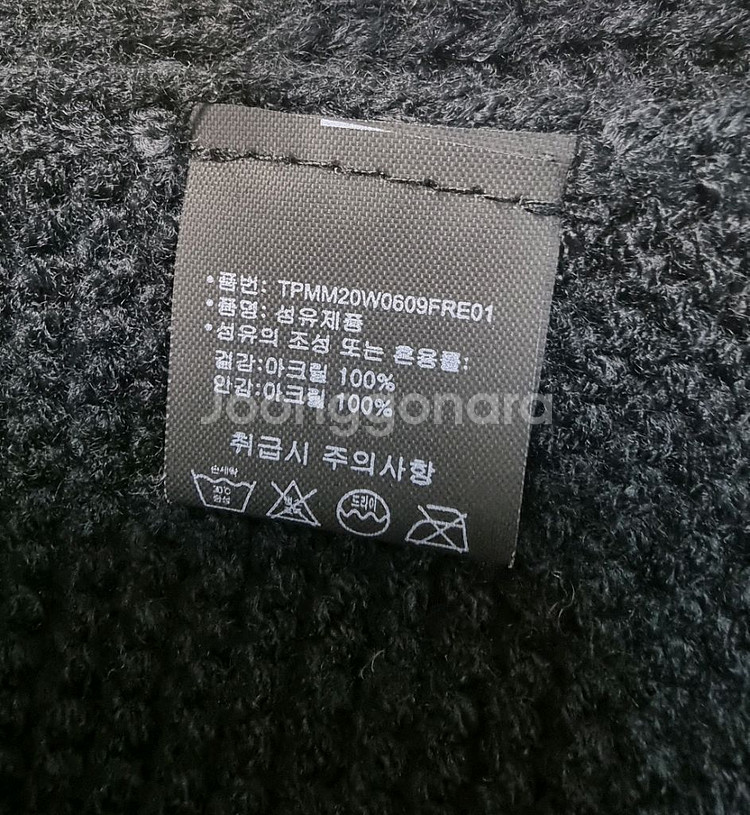 •품번: TPMM20W0609FRE01
•품명: 섬유제품
•섬유의 조성 또는 혼용률:
겉감:아크릴 100%
안감:아크릴 100%
Joonggonara
취급시 주의사항
손세탁
30℃
중성
드라이